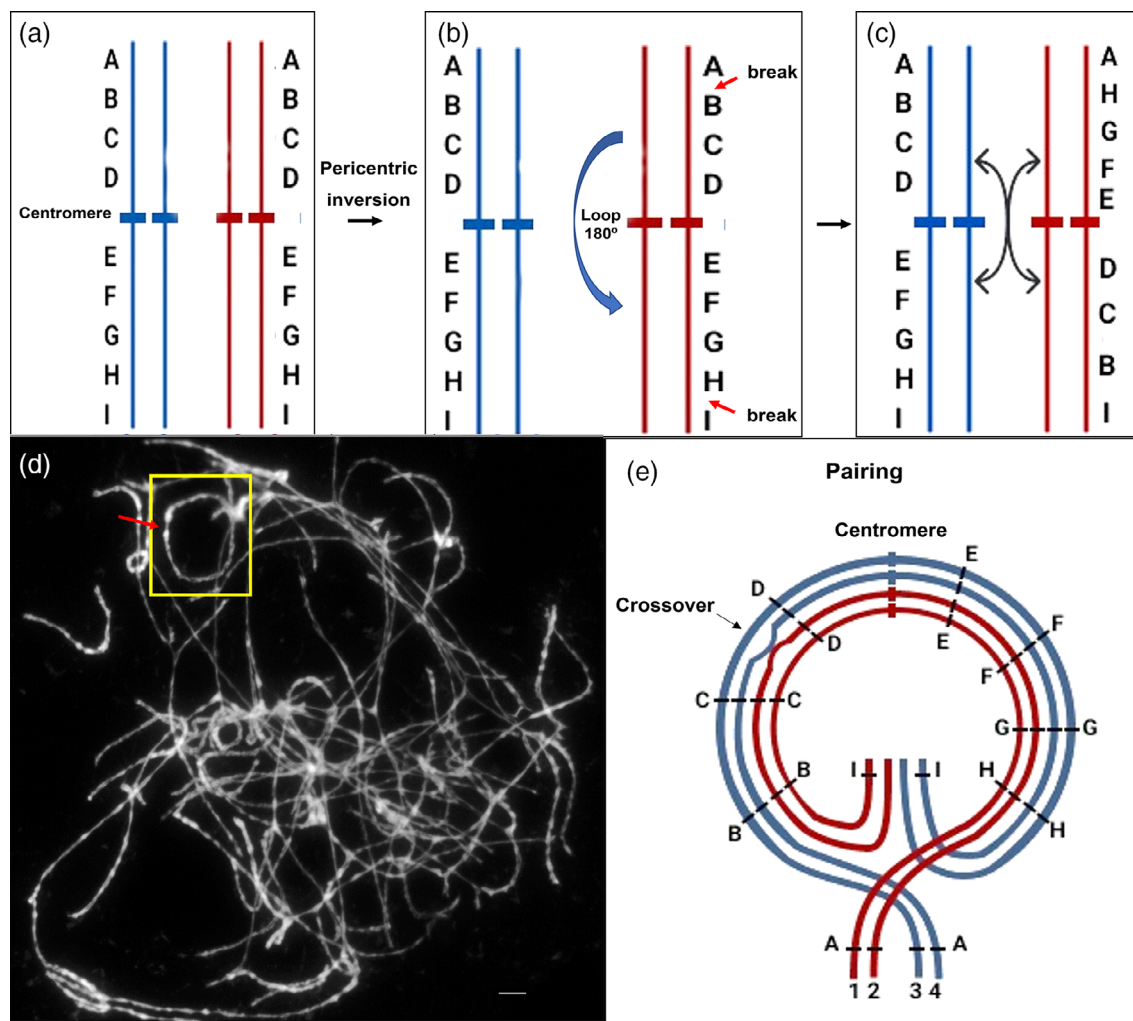 (a)
A
B
C
D
Centromere
E
F
G
H
I
A
B
C
D
E
F
G
H
I
Pericentric
inversion
(b)
A
B
C
D
E
F
G
H
I
Loop
180º
A
B
C
D
E
F
G
H
I
break
break
(c)
A
B
C
D
E
F
G
H
I
A
H
G
F
E
D
C
B
I
(d)
(e)
Pairing
Centromere
Crossover
D
D
E
E
F
F
C
C
G
G
B
B
I
I
H
H
A
A
1 2 3 4